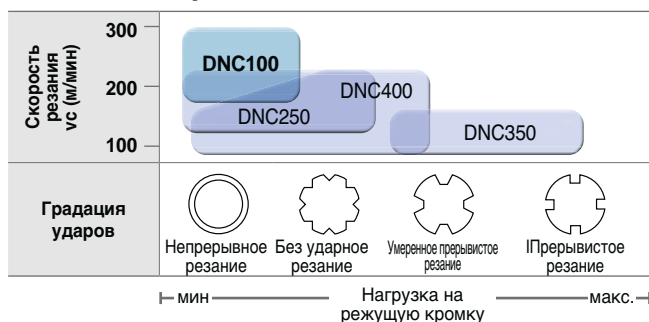 Скорость
резания
vc (м/мин)
300
200
100
DNC100
DNC400
DNC250
DNC350
Градация
ударов
Непрерывное
резание
Без ударное
резание
Умеренное прерывистое
резание
IПрерывистое
резание
мин
Нагрузка на
режущую кромку
макс.